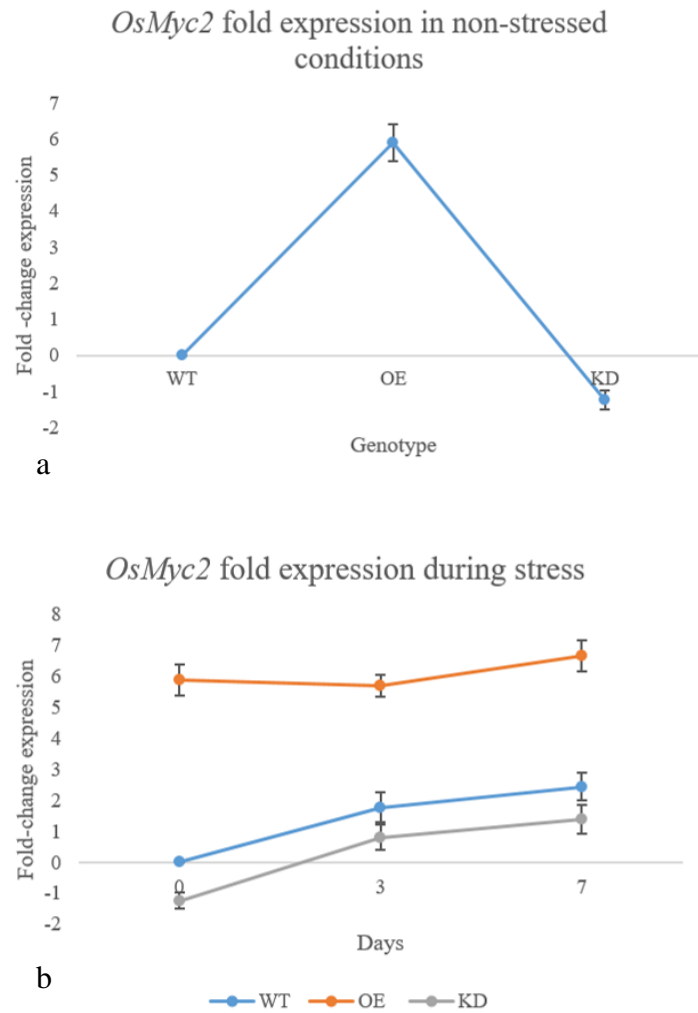 OsMyc2 fold expression in non-stressed
conditions
7
6
5
4
3
2
1
0
-1
-2
Fold -change expression
WT OE KD
Genotype
a
OsMyc2 fold expression during stress
8
7
6
5
4
3
2
1
0
-1
-2
Fold-change expression
0 3 7
Days
b
WT OE KD